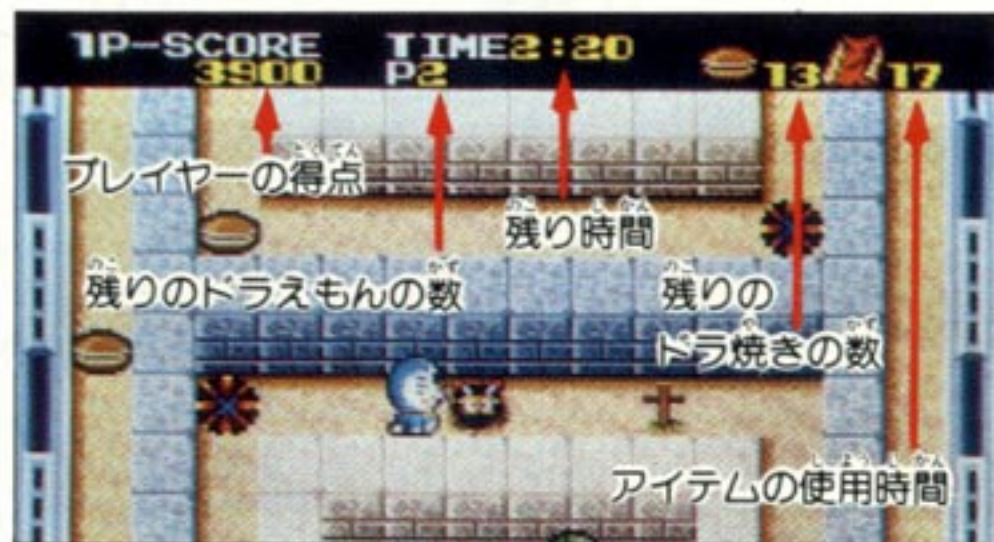 1P-SCORE TIME2:20
3900 P2 13 17
プレイヤーの得点
残り時間
残りのドラえもんの数
残りの
ドラ焼きの数
アイテムの使用時間